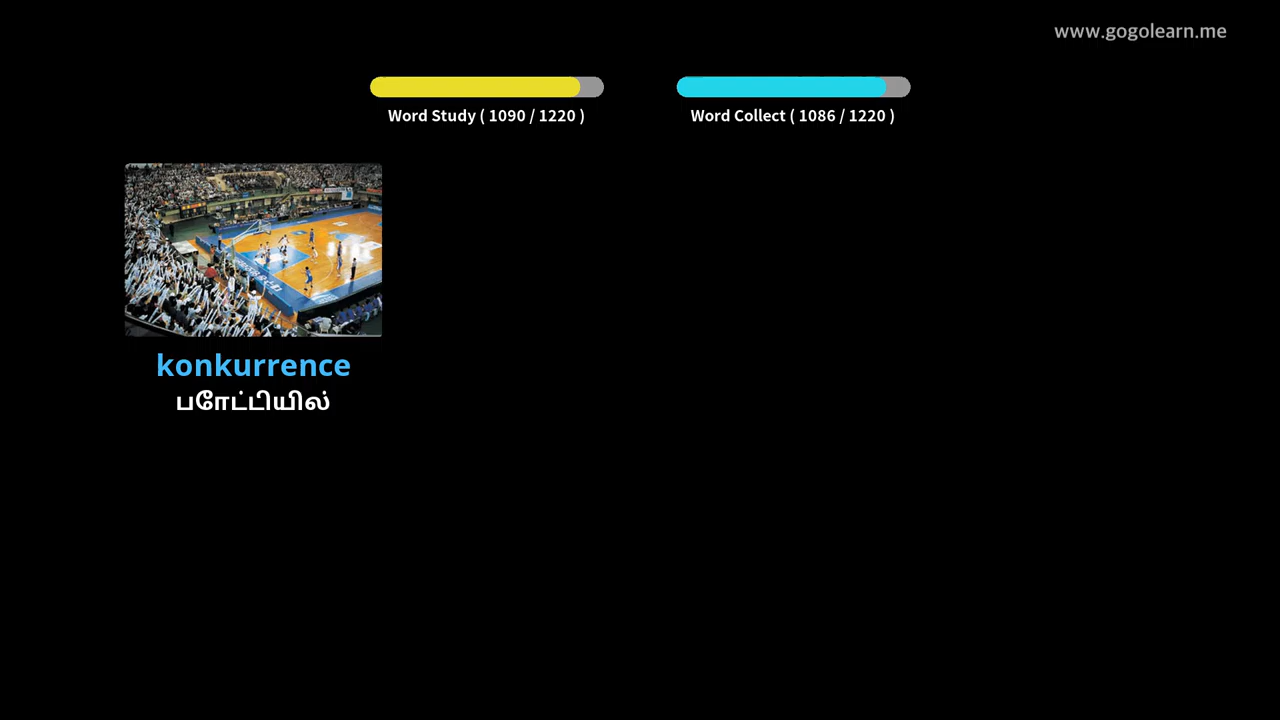 www.gogolearn.me
Word Study ( 1090 / 1220 )
Word Collect ( 1086 / 1220 )
konkurrence
போட்டியில்